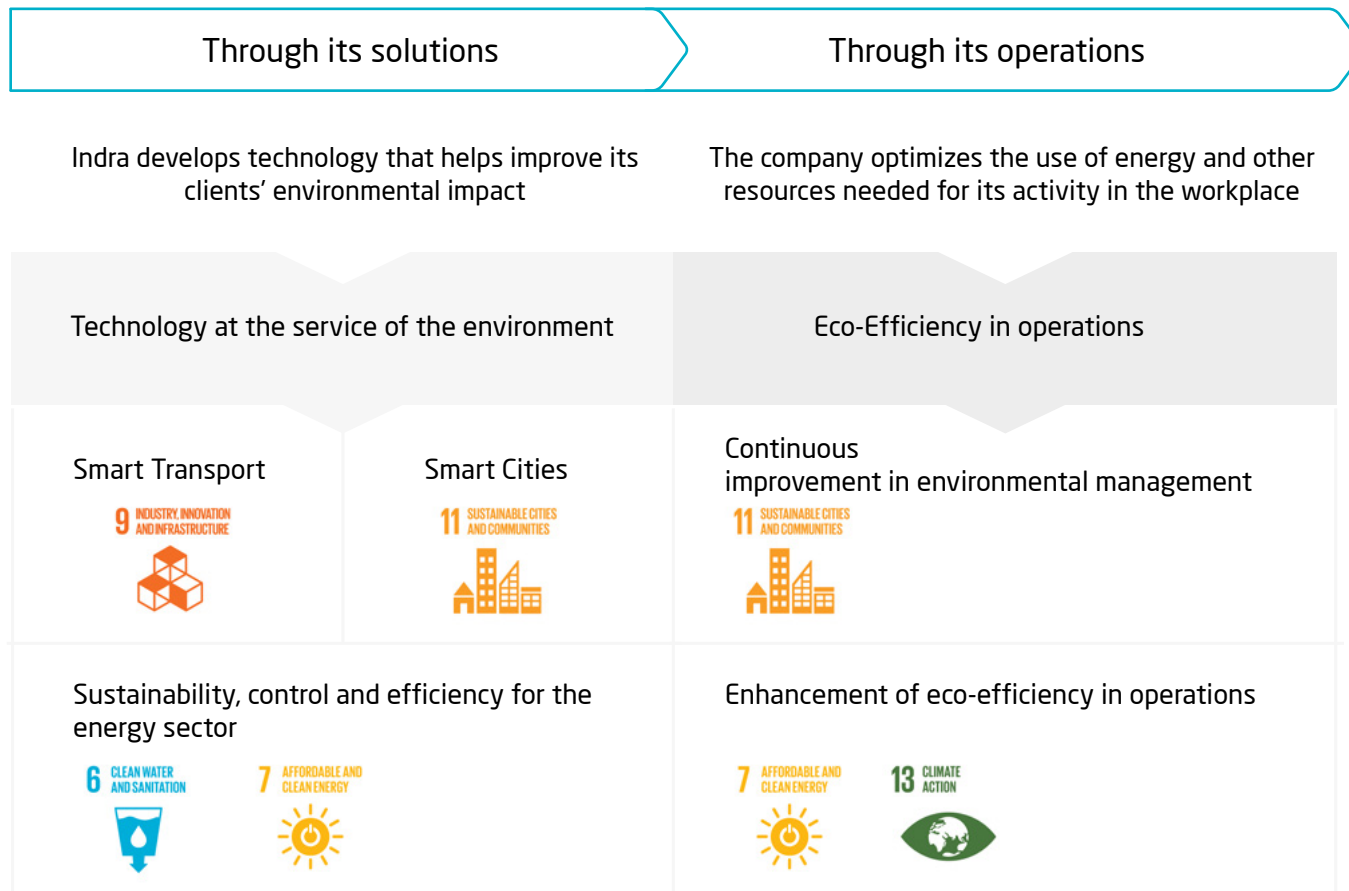 Through its solutions
Through its operations
Indra develops technology that helps improve its
clients' environmental impact
The company optimizes the use of energy and other
resources needed for its activity in the workplace
Technology at the service of the environment
Eco-Efficiency in operations
Smart Transport
9 INDUSTRY, INNOVATION
AND INFRASTRUCTURE
Smart Cities
11 SUSTAINABLE CITIES
AND COMMUNITIES
Continuous
improvement in environmental management
11 SUSTAINABLE CITIES
AND COMMUNITIES
Sustainability, control and efficiency for the
energy sector
6 CLEAN WATER
AND SANITATION
7 AFFORDABLE AND
CLEAN ENERGY
Enhancement of eco-efficiency in operations
7 AFFORDABLE AND
CLEAN ENERGY
13 CLIMATE
ACTION